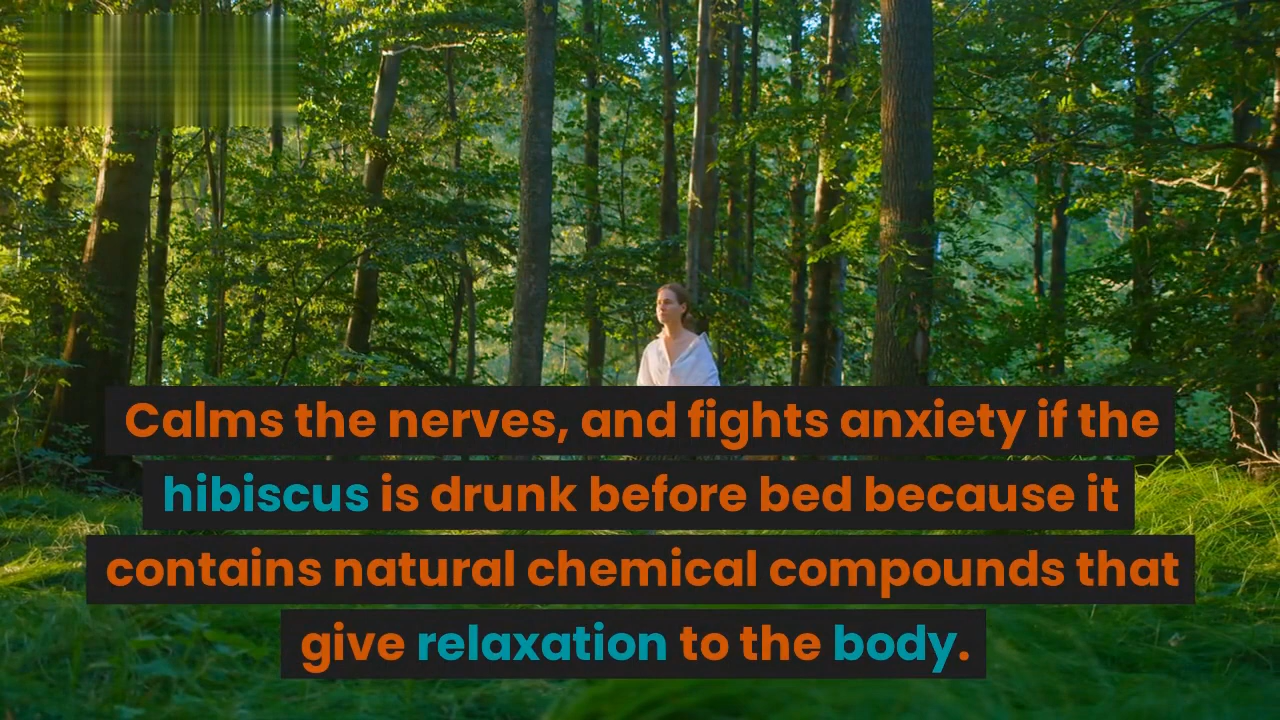 Calms the nerves, and fights anxiety if the
hibiscus is drunk before bed because it
contains natural chemical compounds that
give relaxation to the body.